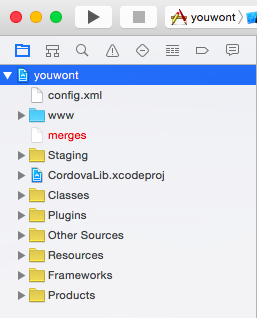 youwont
youwont
config.xml
www
merges
Staging
CordovaLib.xcodeproj
Classes
Plugins
Other Sources
Resources
Frameworks
Products